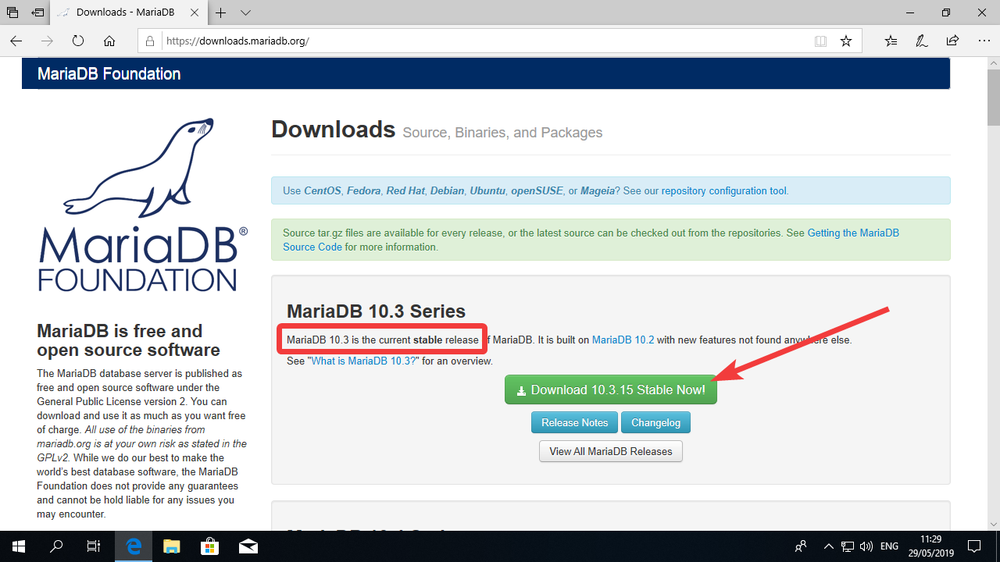 Downloads - MariaDB
https://downloads.mariadb.org/
MariaDB Foundation
MariaDB®
FOUNDATION
MariaDB is free and
open source software
The MariaDB database server is published as
free and open source software under the
General Public License version 2. You can
download and use it as much as you want free
of charge. All use of the binaries from
mariadb.org is at your own risk as stated in the
GPLv2. While we do our best to make the
world's best database software, the MariaDB
Foundation does not provide any guarantees
and cannot be hold liable for any issues you
may encounter.
Downloads Source, Binaries, and Packages
Use CentOS, Fedora, Red Hat, Debian, Ubuntu, openSUSE, or Mageia? See our repository configuration tool.
Source tar.gz files are available for every release, or the latest source can be checked out from the repositories. See Getting the MariaDB
Source Code for more information.
MariaDB 10.3 Series
MariaDB 10.3 is the current stable release of MariaDB. It is built on MariaDB 10.2 with new features not found anywhere else.
See "What is MariaDB 10.3?" for an overview.
Download 10.3.15 Stable Now!
Release Notes Changelog
View All MariaDB Releases
ENG
11:29
29/05/2019